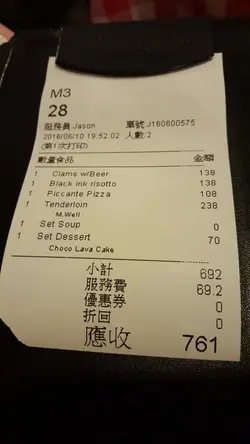 M3
28
服務員:Jason 單號:J160600575
2016/06/10 19:52:02 人數:2
(第1次打印)
數量食品 金額
1 Clams w/Beer 138
1 Black ink risotto 138
1 Piccante Pizza 108
1 Tenderloin 238
M.Well
1 Set Soup 0
1 Set Dessert 70
Choco Lava Cake
小計 692
服務費 69.2
優惠券 0
折回 0
應收 761